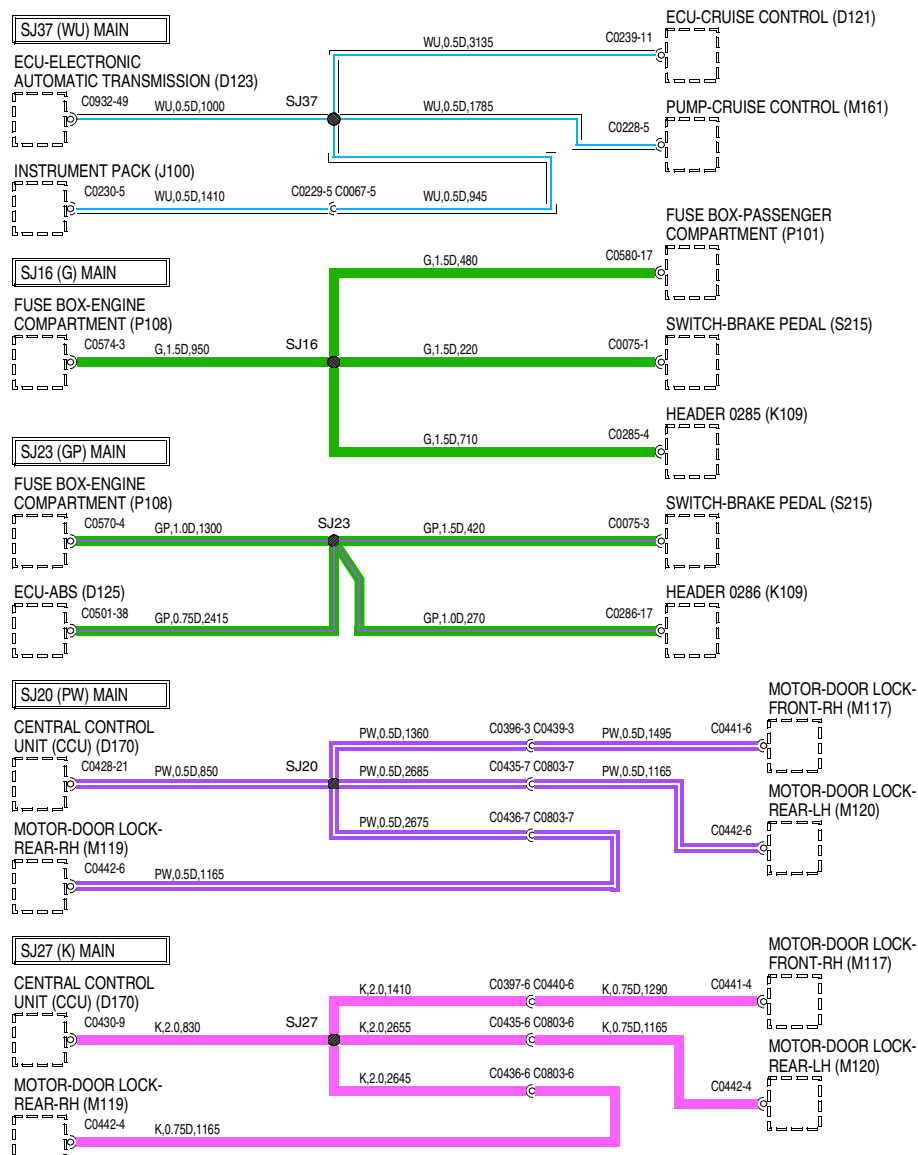 SJ37 (WU) MAIN
ECU-ELECTRONIC
AUTOMATIC TRANSMISSION (D123)
C0932-49
WU,0.5D,1000
SJ37
WU,0.5D,3135
C0239-11
ECU-CRUISE CONTROL (D121)
WU,0.5D,1785
C0228-5
PUMP-CRUISE CONTROL (M161)
INSTRUMENT PACK (J100)
C0230-5
WU,0.5D,1410
C0229-5 C0067-5
WU,0.5D,945
SJ16 (G) MAIN
FUSE BOX-ENGINE
COMPARTMENT (P108)
C0574-3
G,1.5D,950
SJ16
G,1.5D,480
C0580-17
FUSE BOX-PASSENGER
COMPARTMENT (P101)
G,1.5D,220
C0075-1
SWITCH-BRAKE PEDAL (S215)
G,1.5D,710
C0285-4
HEADER 0285 (K109)
SJ23 (GP) MAIN
FUSE BOX-ENGINE
COMPARTMENT (P108)
C0570-4
GP,1.0D,1300
SJ23
GP,1.5D,420
C0075-3
SWITCH-BRAKE PEDAL (S215)
ECU-ABS (D125)
C0501-38
GP,0.75D,2415
GP,1.0D,270
C0286-17
HEADER 0286 (K109)
SJ20 (PW) MAIN
CENTRAL CONTROL
UNIT (CCU) (D170)
C0428-21
PW,0.5D,850
SJ20
PW,0.5D,1360
C0396-3 C0439-3
PW,0.5D,1495
C0441-6
MOTOR-DOOR LOCK-
FRONT-RH (M117)
PW,0.5D,2685
C0435-7 C0803-7
PW,0.5D,1165
C0442-6
MOTOR-DOOR LOCK-
REAR-LH (M120)
PW,0.5D,2675
C0436-7 C0803-7
MOTOR-DOOR LOCK-
REAR-RH (M119)
C0442-6
PW,0.5D,1165
SJ27 (K) MAIN
CENTRAL CONTROL
UNIT (CCU) (D170)
C0430-9
K,2.0,830
SJ27
K,2.0,1410
C0397-6 C0440-6
K,0.75D,1290
C0441-4
MOTOR-DOOR LOCK-
FRONT-RH (M117)
K,2.0,2655
C0435-6 C0803-6
K,0.75D,1165
C0442-4
MOTOR-DOOR LOCK-
REAR-LH (M120)
K,2.0,2645
C0436-6 C0803-6
MOTOR-DOOR LOCK-
REAR-RH (M119)
C0442-4
K,0.75D,1165